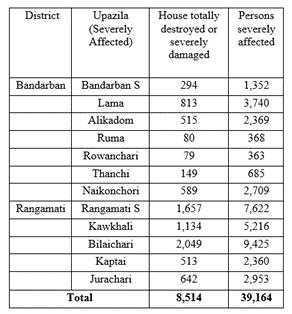 District Upazila (Severely Affected) House totally destroyed or severely damaged Persons severely affected
Bandarban Bandarban S 294 1,352
Lama 813 3,740
Alikadom 515 2,369
Ruma 80 368
Rowanchari 79 363
Thanchi 149 685
Naikonchori 589 2,709
Rangamati Rangamati S 1,657 7,622
Kawkhali 1,134 5,216
Bilaichari 2,049 9,425
Kaptai 513 2,360
Jurachari 642 2,953
Total 8,514 39,164